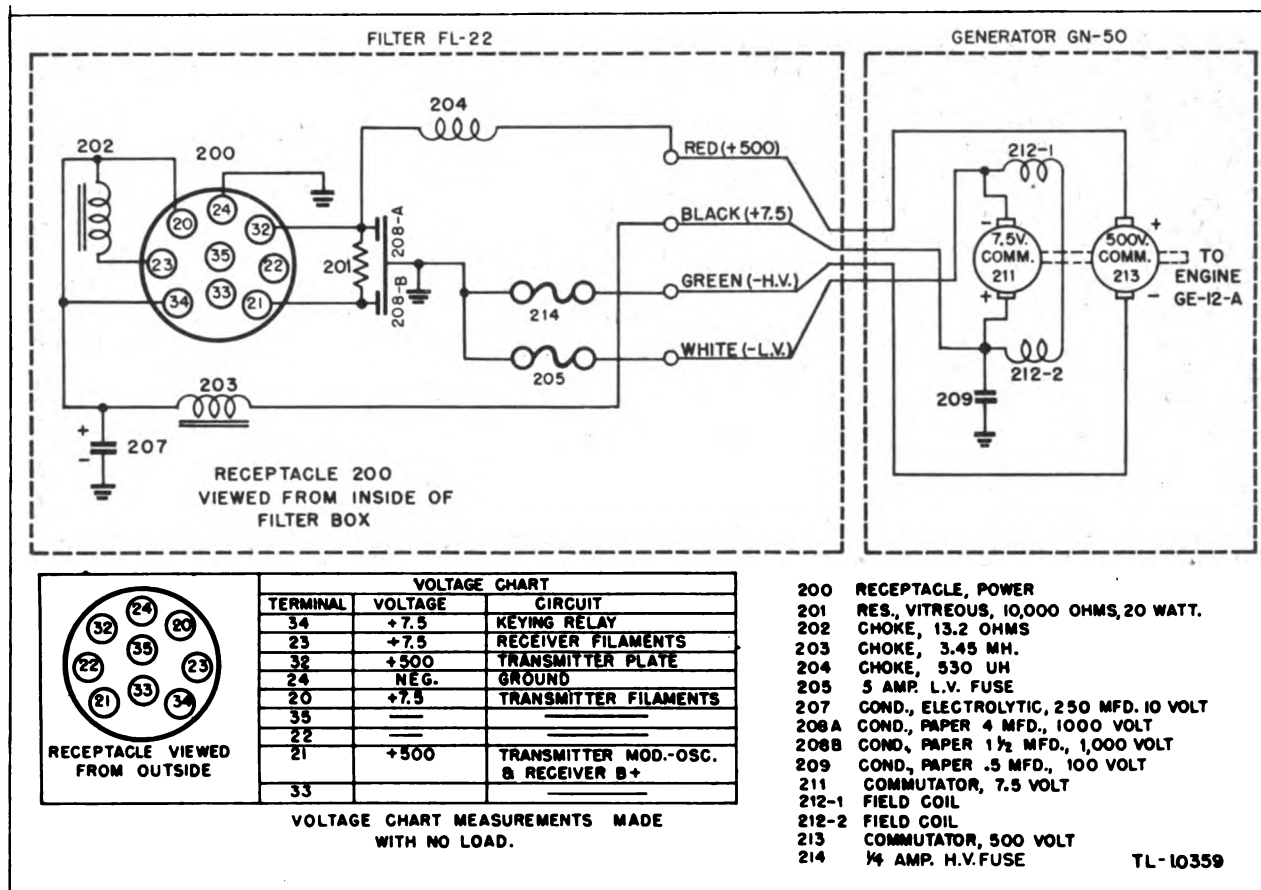 FILTER FL-22
GENERATOR GN-50
204
202
200
RED (+500)
212-1
20
24
32
208-A
BLACK (+7.5)
-
7.5V.
COMM.
211
+
+
500V.
COMM.
213
-
TO
ENGINE
GE-12-A
23
35
22
201
34
33
21
208-B
GREEN (-H.V.)
214
WHITE (-L.V.)
205
212-2
203
209
+
-
207
RECEPTACLE 200
VIEWED FROM INSIDE OF
FILTER BOX
24
32
20
35
22
23
21
33
34
RECEPTACLE VIEWED
FROM OUTSIDE
VOLTAGE CHART
TERMINAL VOLTAGE CIRCUIT
34 +7.5 KEYING RELAY
23 +7.5 RECEIVER FILAMENTS
32 +500 TRANSMITTER PLATE
24 NEG. GROUND
20 +7.5 TRANSMITTER FILAMENTS
35 — —
22 — —
21 +500 TRANSMITTER MOD.-OSC.
& RECEIVER B+
33 —
VOLTAGE CHART MEASUREMENTS MADE
WITH NO LOAD.
200 RECEPTACLE, POWER
201 RES., VITREOUS, 10,000 OHMS, 20 WATT.
202 CHOKE, 13.2 OHMS
203 CHOKE, 3.45 MH.
204 CHOKE, 530 UH
205 5 AMP. L.V. FUSE
207 COND., ELECTROLYTIC, 250 MFD. 10 VOLT
208A COND., PAPER 4 MFD., 1000 VOLT
208B COND., PAPER 1½ MFD., 1,000 VOLT
209 COND., PAPER .5 MFD., 100 VOLT
211 COMMUTATOR, 7.5 VOLT
212-1 FIELD COIL
212-2 FIELD COIL
213 COMMUTATOR, 500 VOLT
214 ¼ AMP. H.V. FUSE
TL-10359